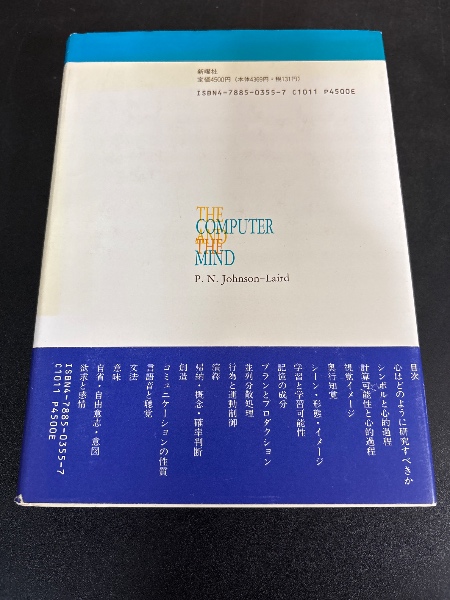 新曜社
定価4500円（本体4369円・税131円）
ISBN4-7885-0355-7 C1011 P4500E
THE
COMPUTER
AND
THE
MIND
P. N. Johnson-Laird
目次
心はどのように研究すべきか
シンボルと心的過程
計算可能性と心的過程
視覚イメージ
奥行知覚
シーン・形態・イメージ
学習と学習可能性
記憶の成分
プランとプロダクション
並列分散処理
行為と運動制御
演繹
帰納・概念・確率判断
創造
コミュニケーションの性質
言語音と聴覚
文法
意味
自省・自由意志・意図
欲求と感情
ISBN4-7885-0355-7
C1011 P4500E